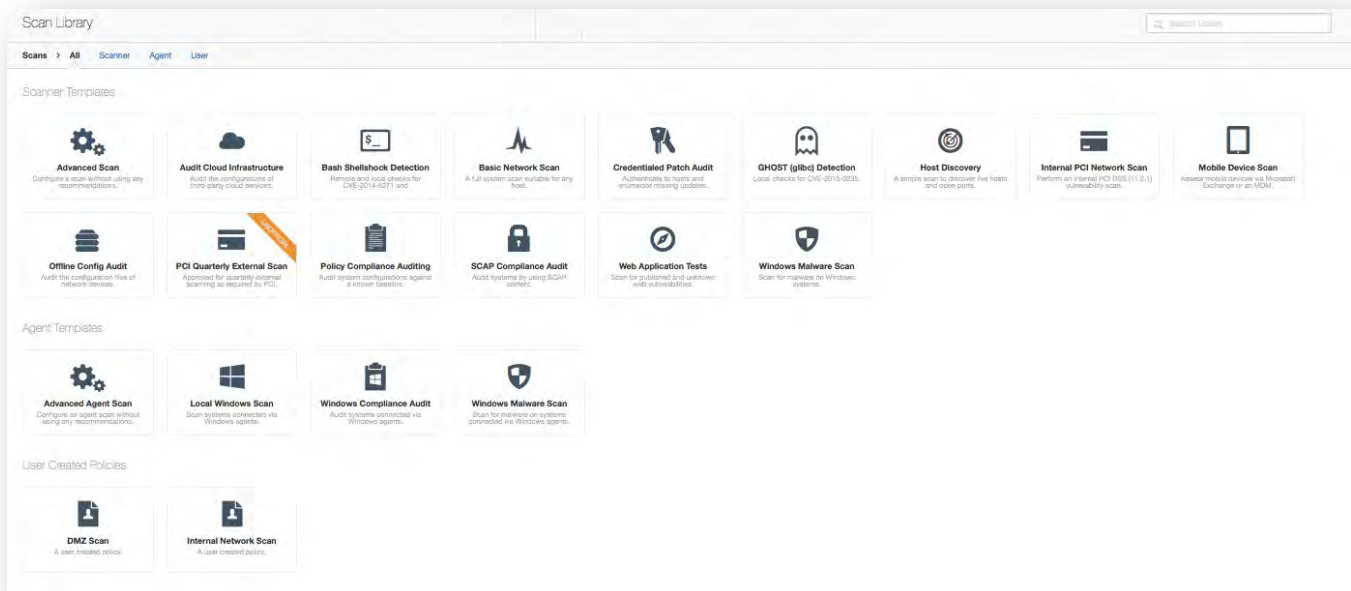 Scan Library
Search Library
Scans > All Scanner Agent User
Scanner Templates
Advanced Scan
Configure a scan without using any
recommendations.
Audit Cloud Infrastructure
Audit the configurations of
third-party cloud services.
$_
Bash Shellshock Detection
Remote and local checks for
CVE-2014-6271 and
Basic Network Scan
A full system scan suitable for any
host.
Credentialed Patch Audit
Authenticate to hosts and
enumerate missing updates.
GHOST (glibc) Detection
Local checks for CVE-2015-0235.
Host Discovery
A simple scan to discover live hosts
and open ports.
Internal PCI Network Scan
Perform an internal PCI DSS (11.2.1)
vulnerability scan.
Mobile Device Scan
Assess mobile devices via Microsoft
Exchange or an MDM.
Offline Config Audit
Audit the configuration files of
network devices.
UNOFFICIAL
PCI Quarterly External Scan
Approved for quarterly external
scanning as required by PCI.
Policy Compliance Auditing
Audit system configurations against
a known baseline.
SCAP Compliance Audit
Audit systems by using SCAP
content.
Web Application Tests
Scan for published and unknown
web vulnerabilities.
Windows Malware Scan
Scan for malware on Windows
systems.
Agent Templates
Advanced Agent Scan
Configure an agent scan without
using any recommendations.
Local Windows Scan
Scan systems connected via
Windows agents.
Windows Compliance Audit
Audit systems connected via
Windows agents.
Windows Malware Scan
Scan for malware on systems
connected via Windows agents.
User Created Policies
DMZ Scan
A user created policy.
Internal Network Scan
A user created policy.